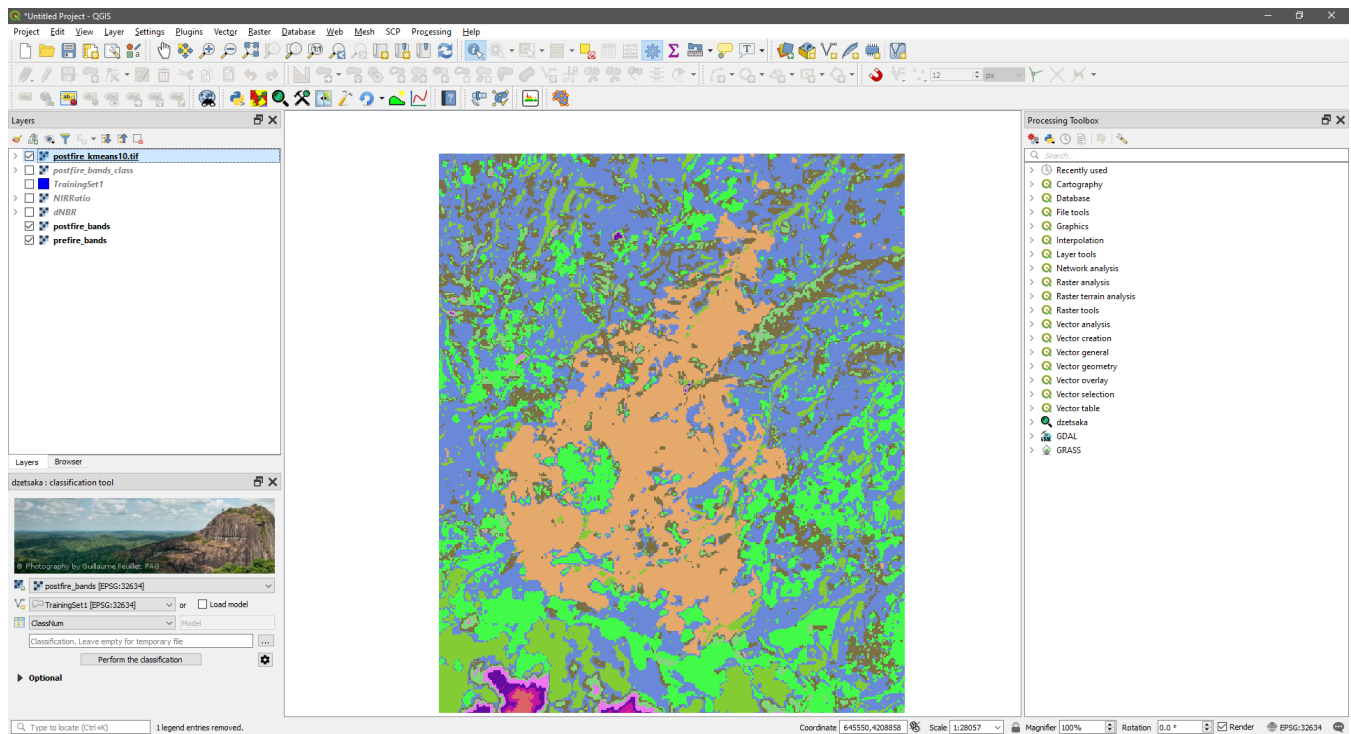 *Untitled Project - QGIS
Project Edit View Layer Settings Plugins Vector Raster Database Web Mesh SCP Processing Help
12 px
Layers
postfire_kmeans10.tif
postfire_bands_class
TrainingSet1
NIRRatio
dNBR
postfire_bands
prefire_bands
Layers Browser
dzetsaka : classification tool
© Photography by Guillaume Feuillet, PAG
postfire_bands [EPSG:32634]
TrainingSet1 [EPSG:32634] or Load model
ClassNum Model
Classification. Leave empty for temporary file ...
Perform the classification
Optional
Processing Toolbox
Search...
Recently used
Cartography
Database
File tools
Graphics
Interpolation
Layer tools
Network analysis
Raster analysis
Raster terrain analysis
Raster tools
Vector analysis
Vector creation
Vector general
Vector geometry
Vector overlay
Vector selection
Vector table
dzetsaka
GDAL
GRASS
Type to locate (Ctrl+K) 1 legend entries removed. Coordinate 645550,4208858 Scale 1:28057 Magnifier 100% Rotation 0.0 ° Render EPSG:32634